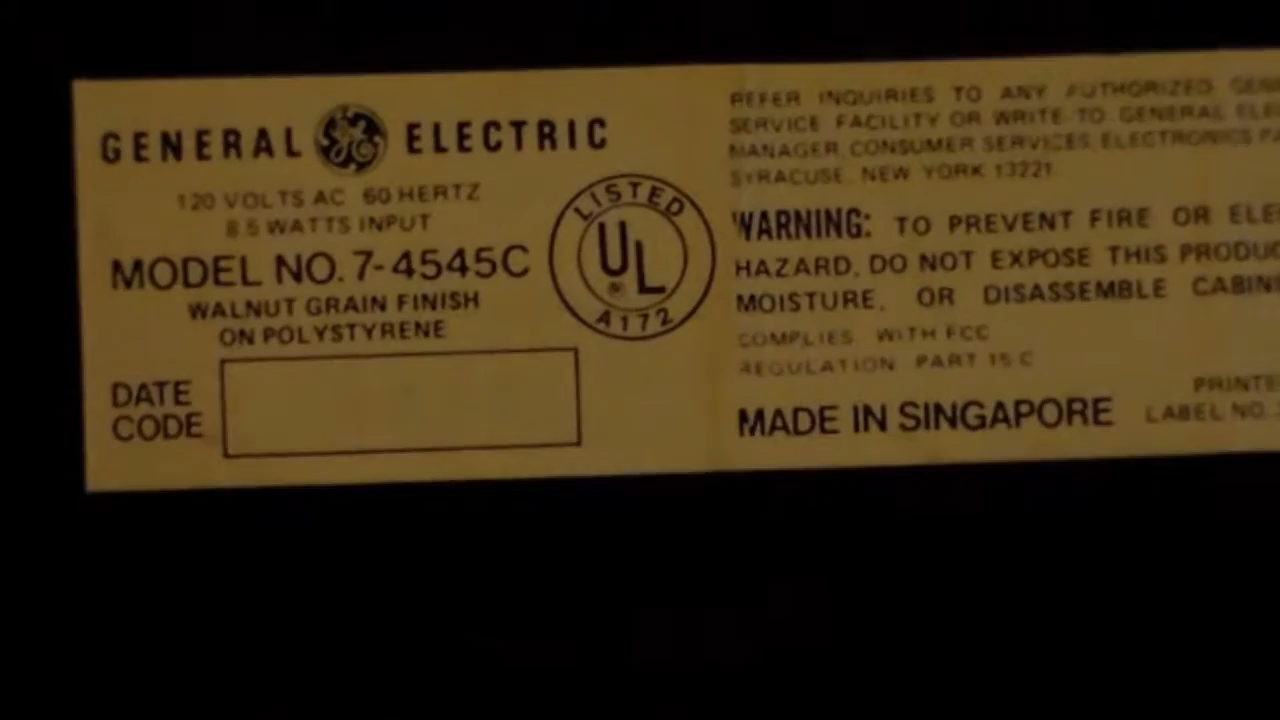 GENERAL GE ELECTRIC
120 VOLTS AC 60 HERTZ
8.5 WATTS INPUT
MODEL NO. 7-4545C
WALNUT GRAIN FINISH
ON POLYSTYRENE
DATE
CODE
LISTED
UL
®
A172
REFER INQUIRIES TO ANY AUTHORIZED
SERVICE FACILITY OR WRITE TO GENERAL
MANAGER, CONSUMER SERVICES, ELECTRONICS
SYRACUSE, NEW YORK 13221
WARNING: TO PREVENT FIRE OR ELE
HAZARD, DO NOT EXPOSE THIS PRODUC
MOISTURE, OR DISASSEMBLE CABIN
COMPLIES WITH FCC
REGULATION PART 15 C
MADE IN SINGAPORE
PRINTE
LABEL NO.